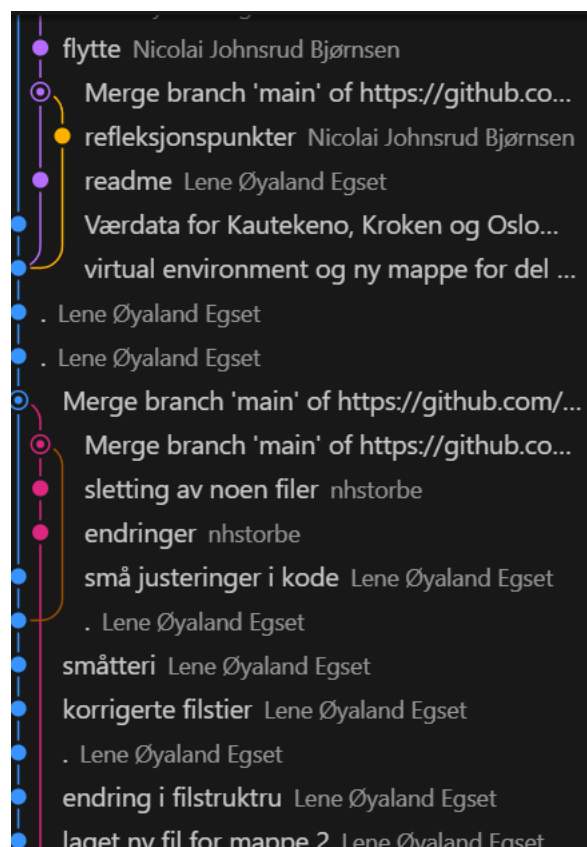 flytte Nicolai Johnsrud Bjørnsen
Merge branch 'main' of https://github.co...
refleksjonspunkter Nicolai Johnsrud Bjørnsen
readme Lene Øyaland Egset
Værdata for Kautekeno, Kroken og Oslo...
virtual environment og ny mappe for del ...
. Lene Øyaland Egset
. Lene Øyaland Egset
Merge branch 'main' of https://github.com/...
Merge branch 'main' of https://github.co...
sletting av noen filer nhstorbe
endringer nhstorbe
små justeringer i kode Lene Øyaland Egset
. Lene Øyaland Egset
småtteri Lene Øyaland Egset
korrigerte filstier Lene Øyaland Egset
. Lene Øyaland Egset
endring i filstruktru Lene Øyaland Egset
laget ny fil for mappe 2 Lene Øyaland Egset